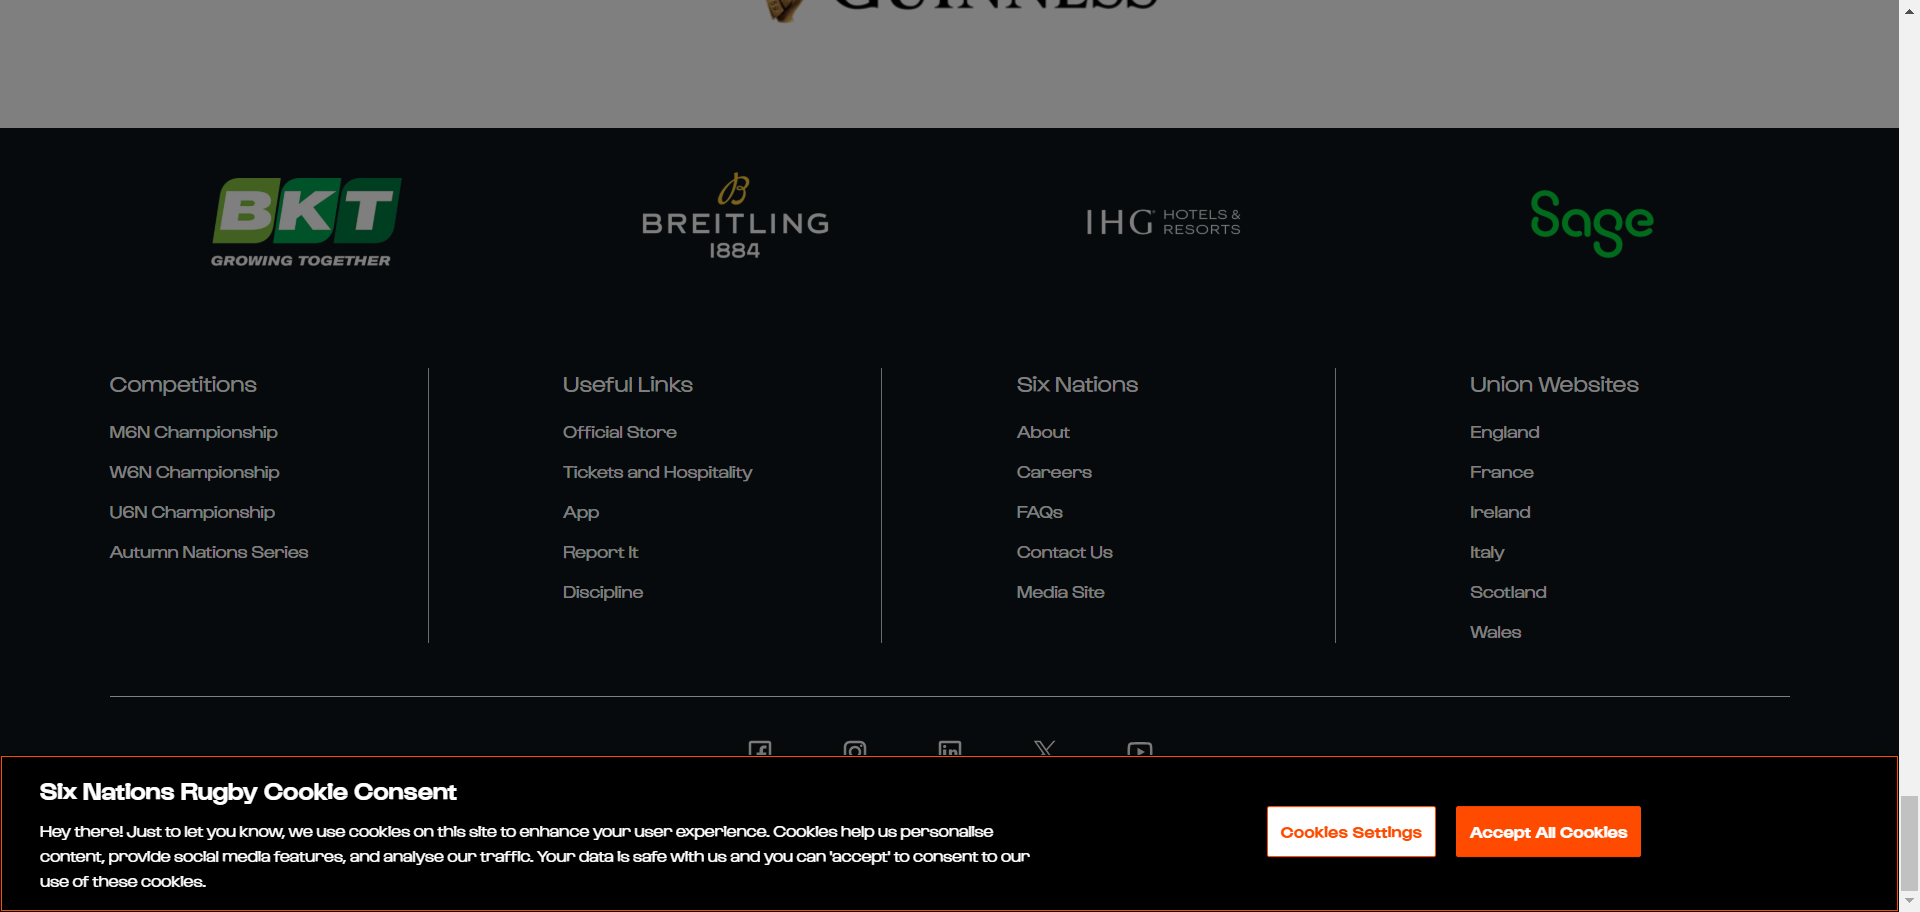 GUINNESS
BKT
GROWING TOGETHER
BREITLING
1884
IHG HOTELS &
RESORTS
Sage
Competitions
M6N Championship
W6N Championship
U6N Championship
Autumn Nations Series
Useful Links
Official Store
Tickets and Hospitality
App
Report It
Discipline
Six Nations
About
Careers
FAQs
Contact Us
Media Site
Union Websites
England
France
Ireland
Italy
Scotland
Wales
Six Nations Rugby Cookie Consent
Hey there! Just to let you know, we use cookies on this site to enhance your user experience. Cookies help us personalise
content, provide social media features, and analyse our traffic. Your data is safe with us and you can 'accept' to consent to our
use of these cookies.
Cookies Settings
Accept All Cookies